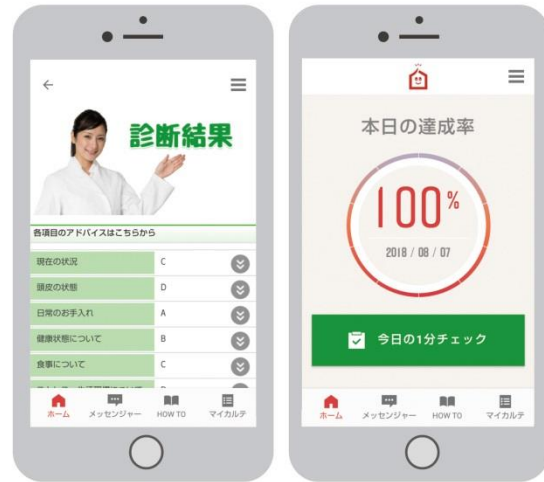 診断結果
各項目のアドバイスはこちらから
現在の状況 C
頭皮の状態 D
日常のお手入れ A
健康状態について B
食事について C
ホーム メッセンジャー HOW TO マイカルテ
本日の達成率
100%
2018 / 08 / 07
今日の1分チェック
ホーム メッセンジャー HOW TO マイカルテ